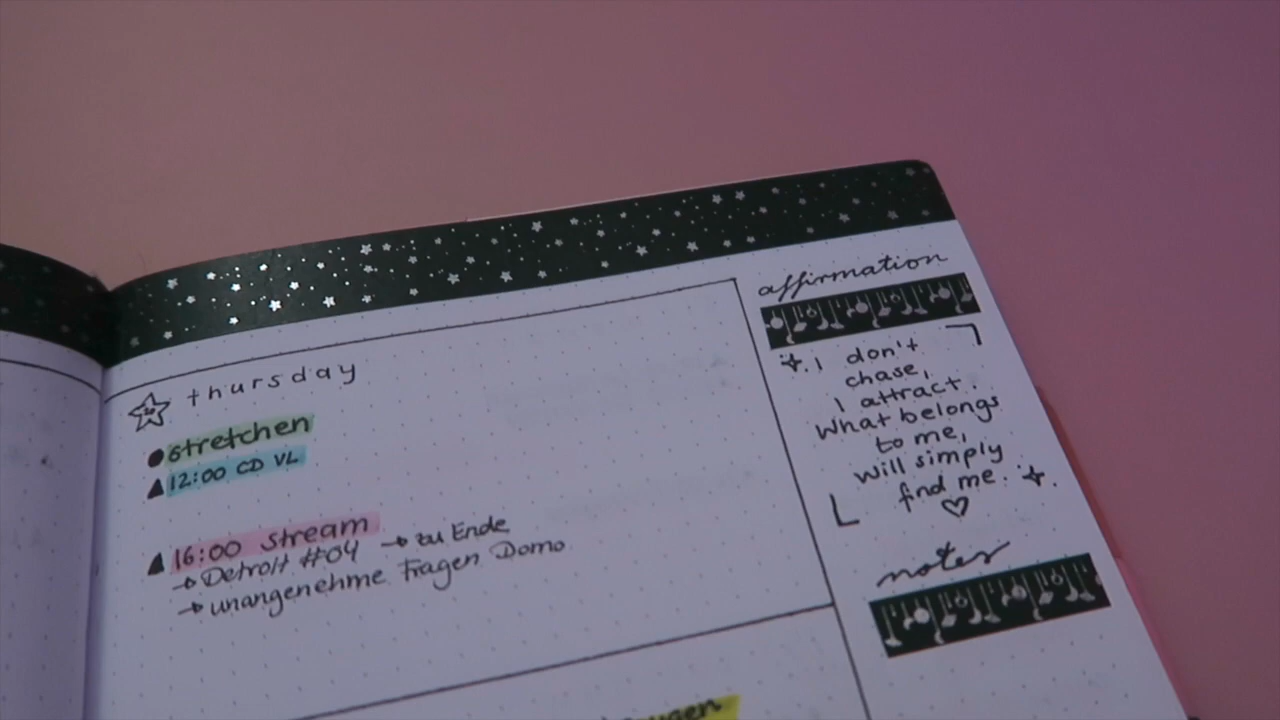 thursday
stretchen
12:00 CD VL
16:00 Stream
→ Detroit #04 → zu Ende
→ unangenehme Fragen Domo
affirmation
I don't
chase,
I attract.
What belongs
to me,
will simply
find me.
notes